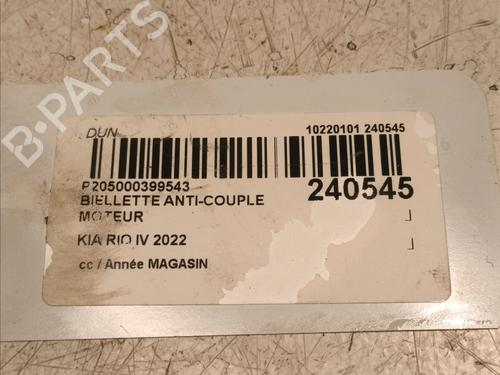 B-PARTS
DUN
10220101 240545
P205000399543
BIELLETTE ANTI-COUPLE
MOTEUR
240545
KIA RIO IV 2022
cc / Année MAGASIN